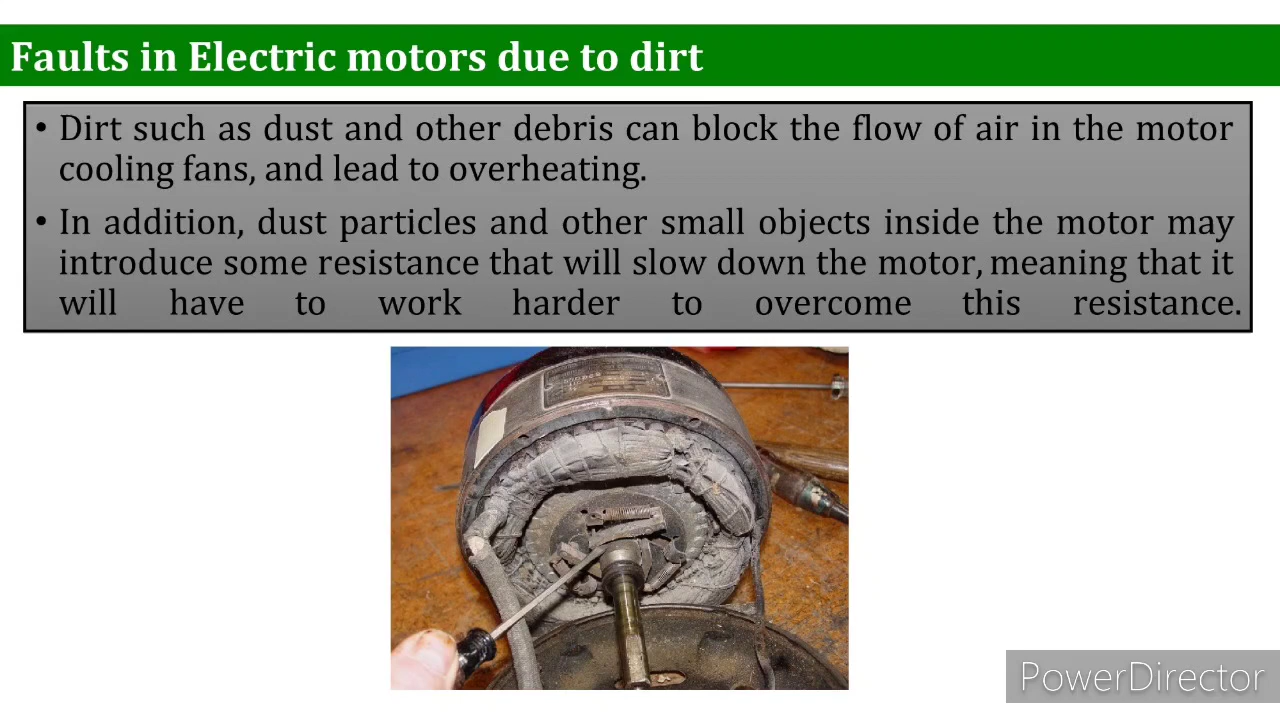 Faults in Electric motors due to dirt
• Dirt such as dust and other debris can block the flow of air in the motor
cooling fans, and lead to overheating.
• In addition, dust particles and other small objects inside the motor may
introduce some resistance that will slow down the motor, meaning that it
will have to work harder to overcome this resistance.
PowerDirector